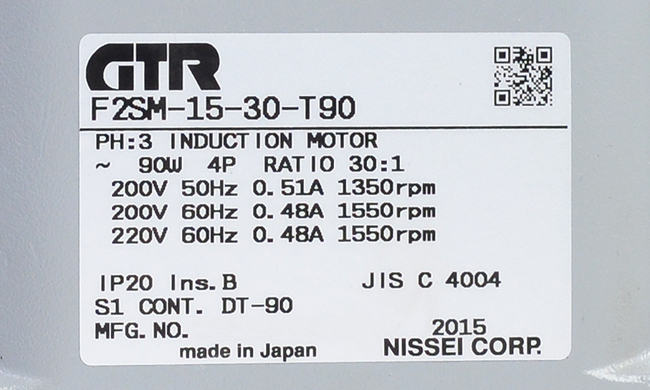 GTR
F2SM-15-30-T90
PH:3 INDUCTION MOTOR
~ 90W 4P RATIO 30:1
200V 50Hz 0.51A 1350rpm
200V 60Hz 0.48A 1550rpm
220V 60Hz 0.48A 1550rpm
IP20 Ins.B JIS C 4004
S1 CONT. DT-90
MFG.NO. 2015
made in Japan NISSEI CORP.